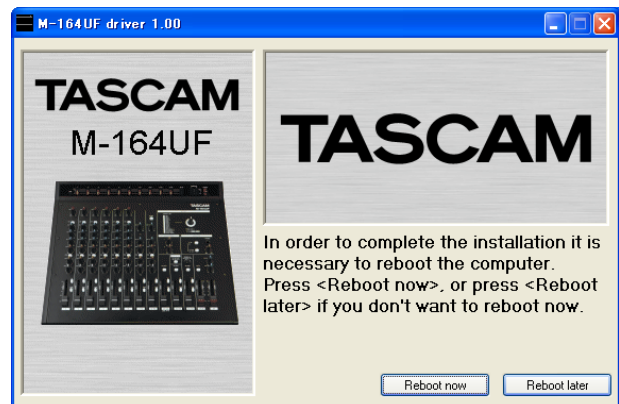 M-164UF driver 1.00
TASCAM
M-164UF
TASCAM
In order to complete the installation it is
necessary to reboot the computer.
Press <Reboot now>, or press <Reboot
later> if you don't want to reboot now.
Reboot now
Reboot later